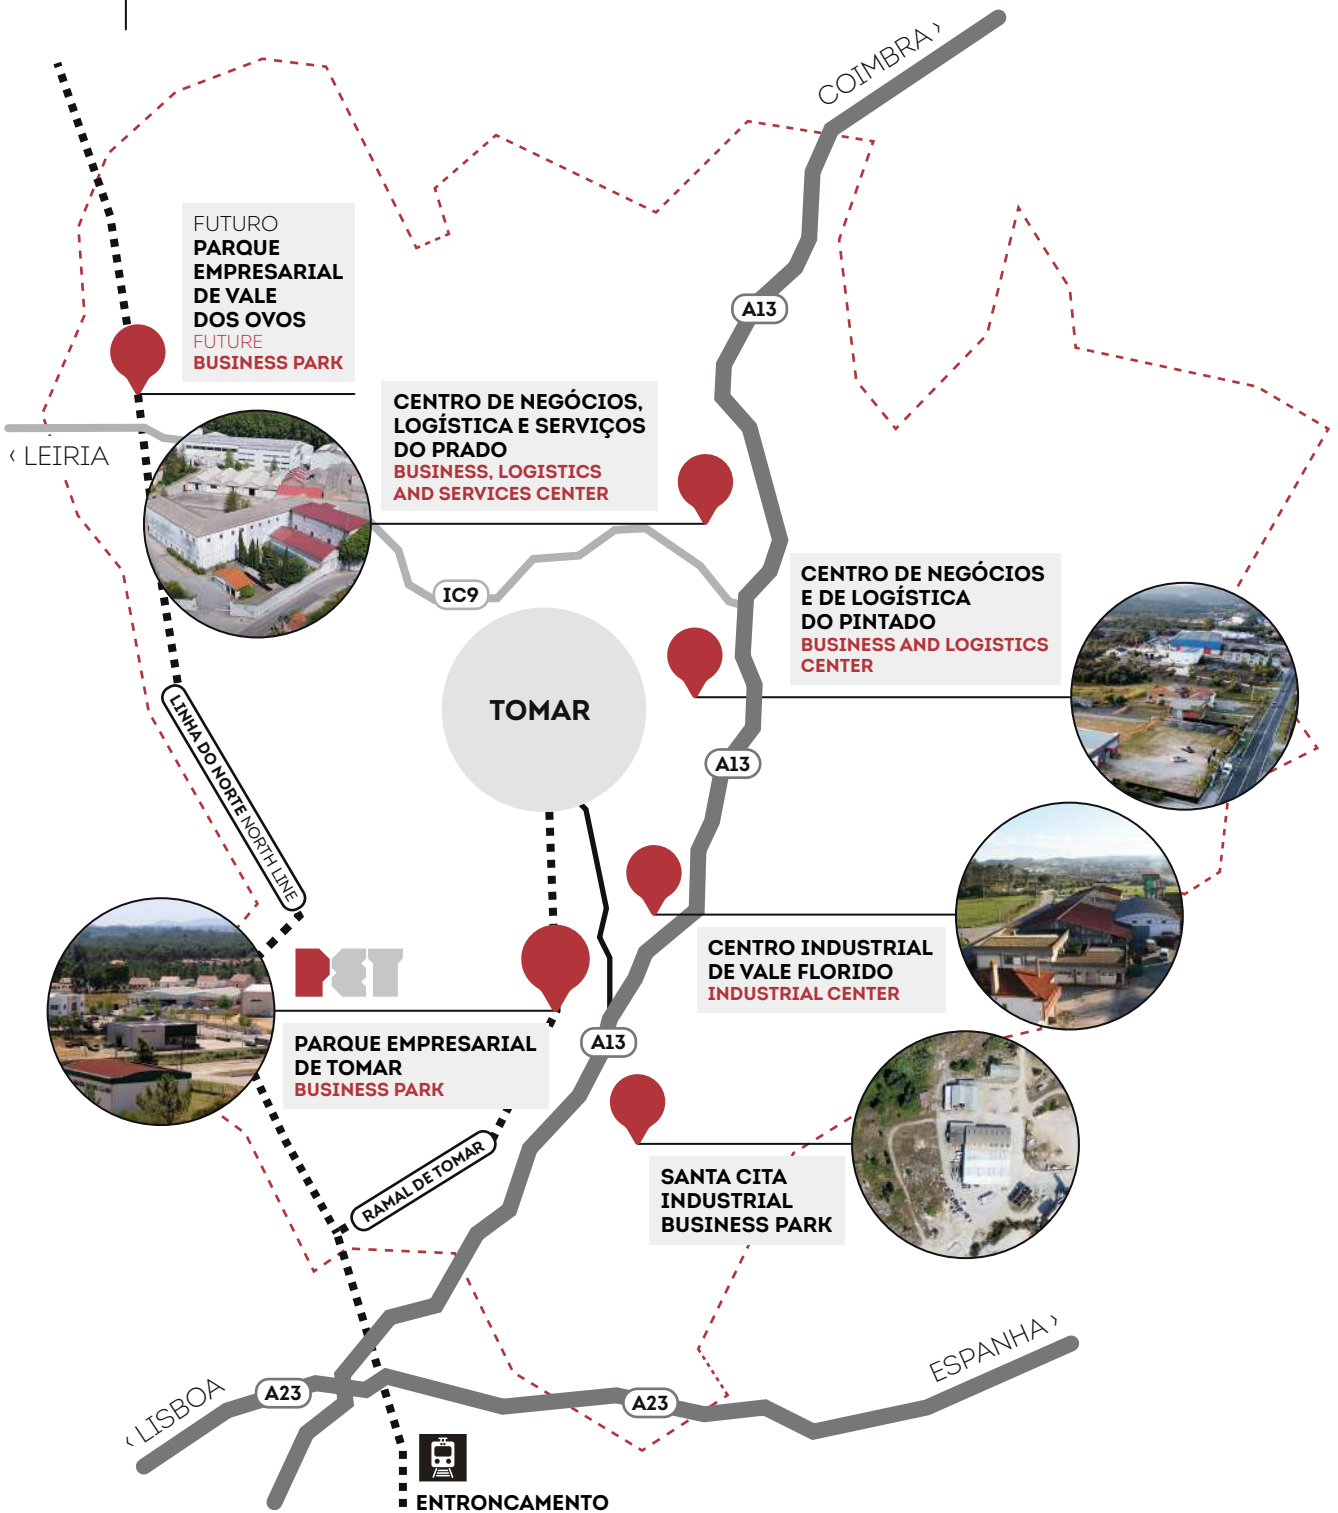 COIMBRA ›
FUTURO
PARQUE
EMPRESARIAL
DE VALE
DOS OVOS
FUTURE
BUSINESS PARK
A13
‹ LEIRIA
CENTRO DE NEGÓCIOS,
LOGÍSTICA E SERVIÇOS
DO PRADO
BUSINESS, LOGISTICS
AND SERVICES CENTER
IC9
CENTRO DE NEGÓCIOS
E DE LOGÍSTICA
DO PINTADO
BUSINESS AND LOGISTICS
CENTER
TOMAR
A13
LINHA DO NORTE NORTH LINE
PET
CENTRO INDUSTRIAL
DE VALE FLORIDO
INDUSTRIAL CENTER
PARQUE EMPRESARIAL
DE TOMAR
BUSINESS PARK
A13
RAMAL DE TOMAR
SANTA CITA
INDUSTRIAL
BUSINESS PARK
ESPANHA ›
‹ LISBOA
A23
A23
ENTRONCAMENTO